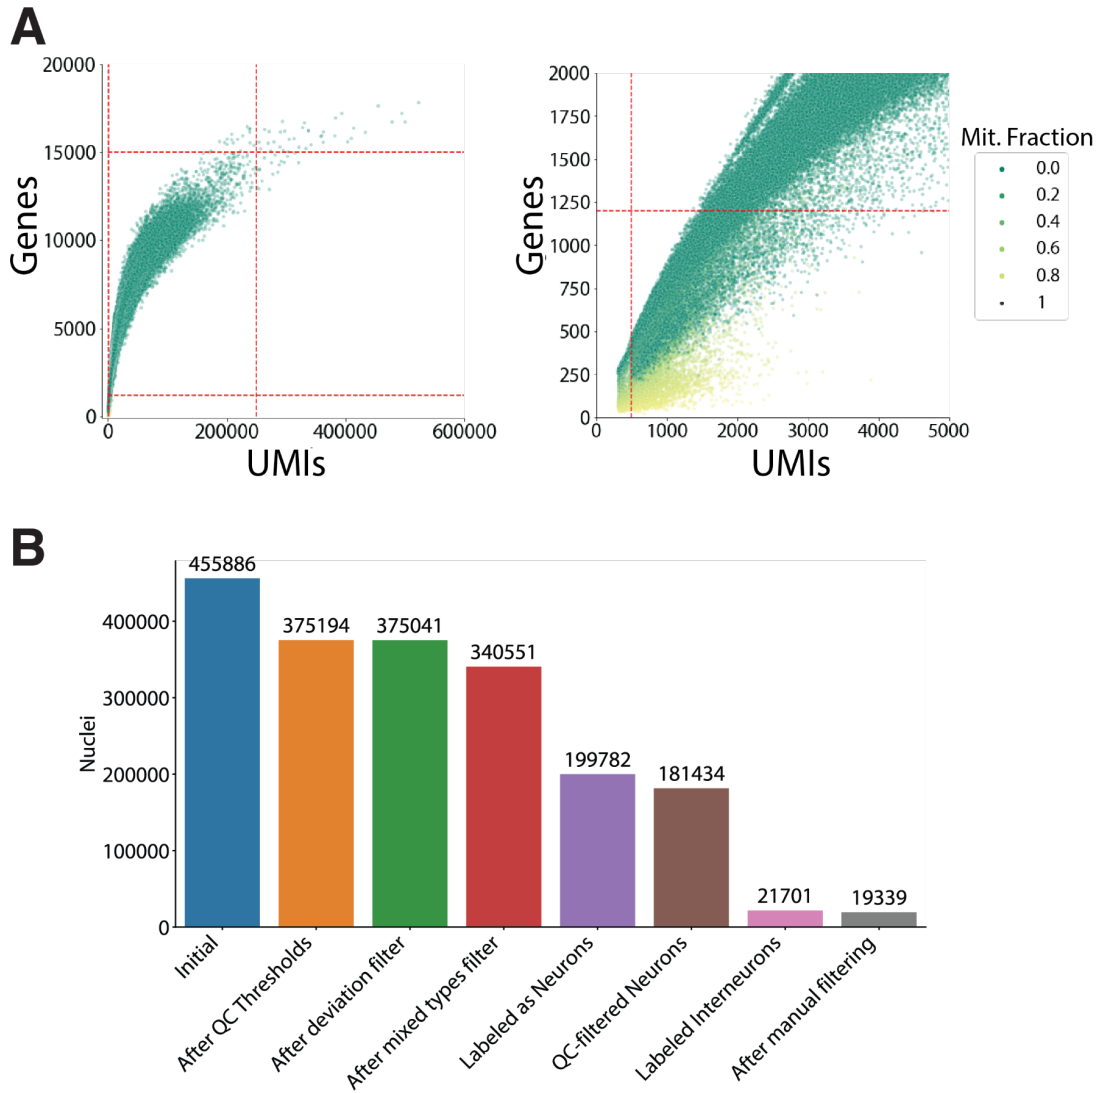 A
20000
15000
10000
5000
0
Genes
0
200000
400000
600000
UMIs
2000
1750
1500
1250
1000
750
500
250
0
Genes
0
1000
2000
3000
4000
5000
UMIs
Mit. Fraction
0.0
0.2
0.4
0.6
0.8
1
B
455886
375194
375041
340551
199782
181434
21701
19339
400000
300000
200000
100000
0
Nuclei
Initial
After QC Thresholds
After deviation filter
After mixed types filter
Labeled as Neurons
QC-filtered Neurons
Labeled Interneurons
After manual filtering